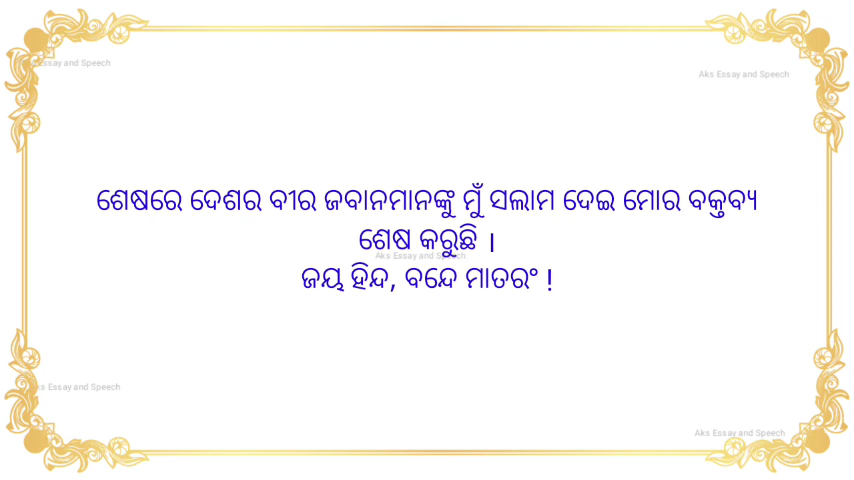 Aks Essay and Speech
Aks Essay and Speech
ଶେଷରେ ଦେଶର ବୀର ଜବାନମାନଙ୍କୁ ମୁଁ ସଲାମ ଦେଇ ମୋର ବକ୍ତବ୍ୟ
ଶେଷ କରୁଛି ।
Aks Essay and Speech
ଜୟ ହିନ୍ଦ, ବନ୍ଦେ ମାତରଂ !
Aks Essay and Speech
Aks Essay and Speech